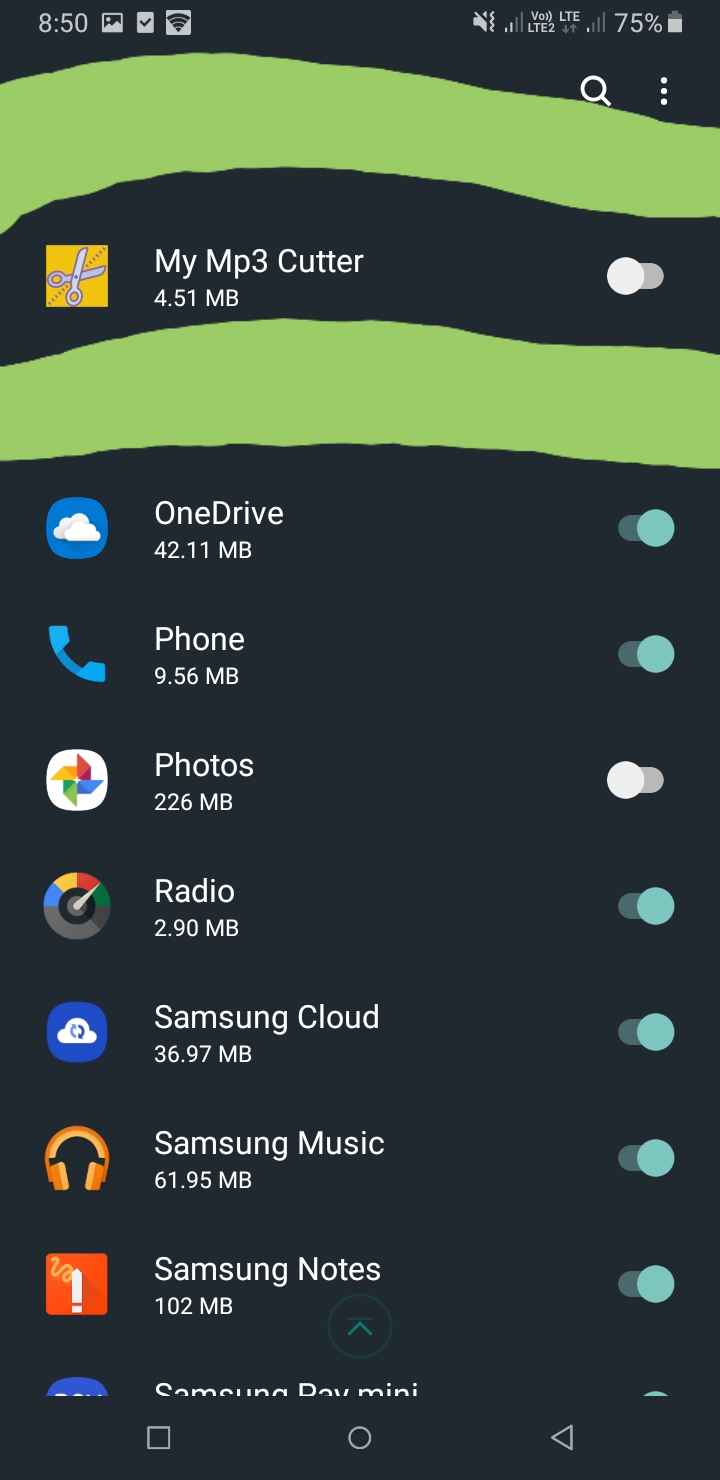 8:50 Vo)) LTE2 LTE 75%
My Mp3 Cutter
4.51 MB
OneDrive
42.11 MB
Phone
9.56 MB
Photos
226 MB
Radio
2.90 MB
Samsung Cloud
36.97 MB
Samsung Music
61.95 MB
Samsung Notes
102 MB
Samsung Pay mini